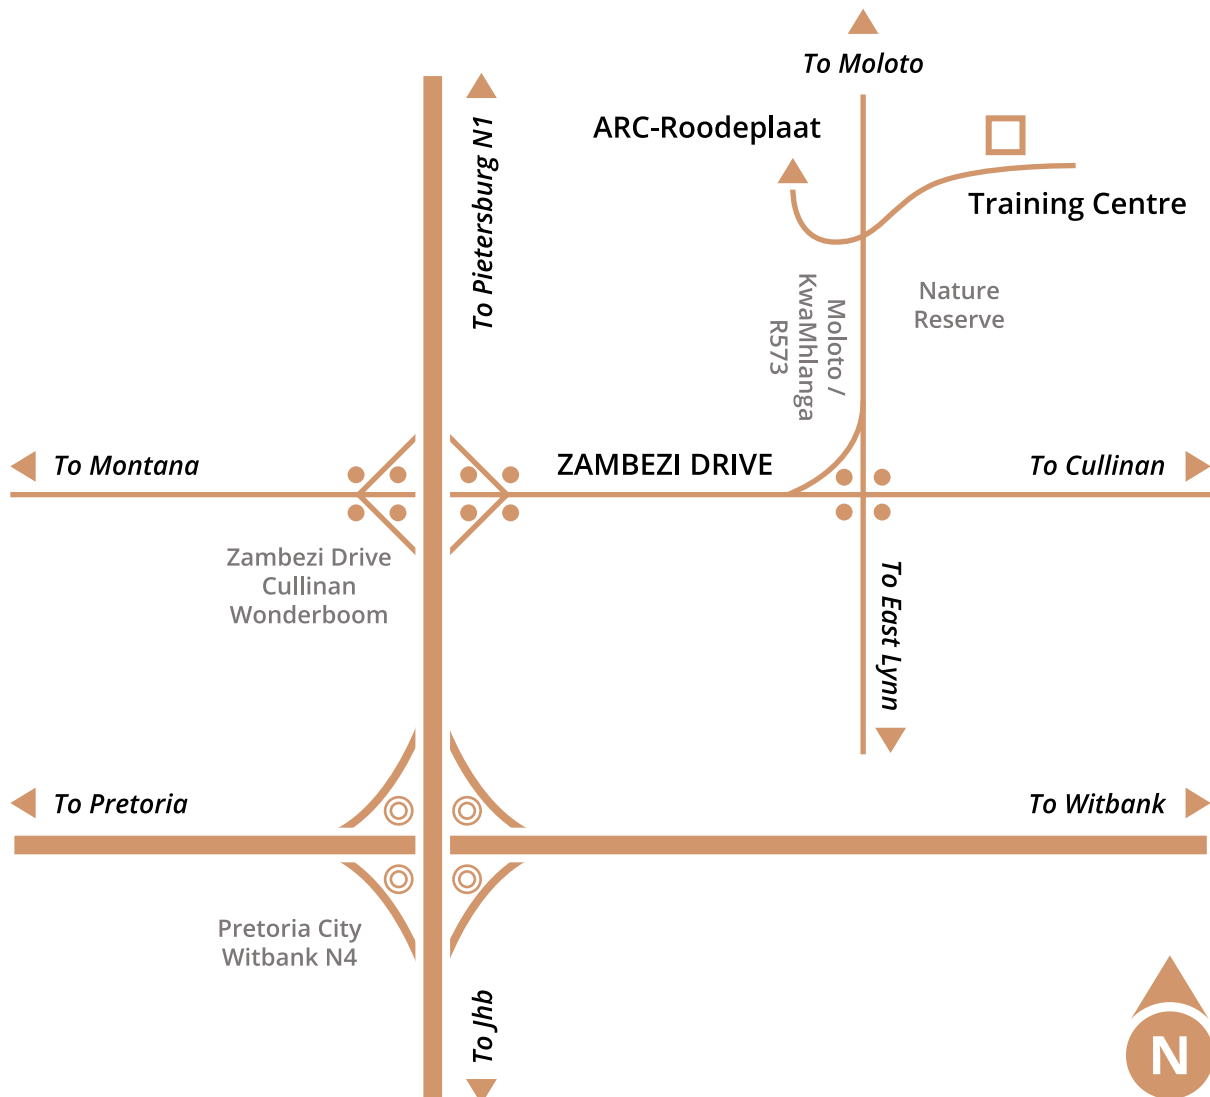 To Moloto
ARC-Roodeplaat
To Pietersburg N1
Training Centre
Moloto /
KwaMhlanga
R573
Nature
Reserve
To Montana
ZAMBEZI DRIVE
To Cullinan
Zambezi Drive
Cullinan
Wonderboom
To East Lynn
To Pretoria
To Witbank
Pretoria City
Witbank N4
To Jhb
N